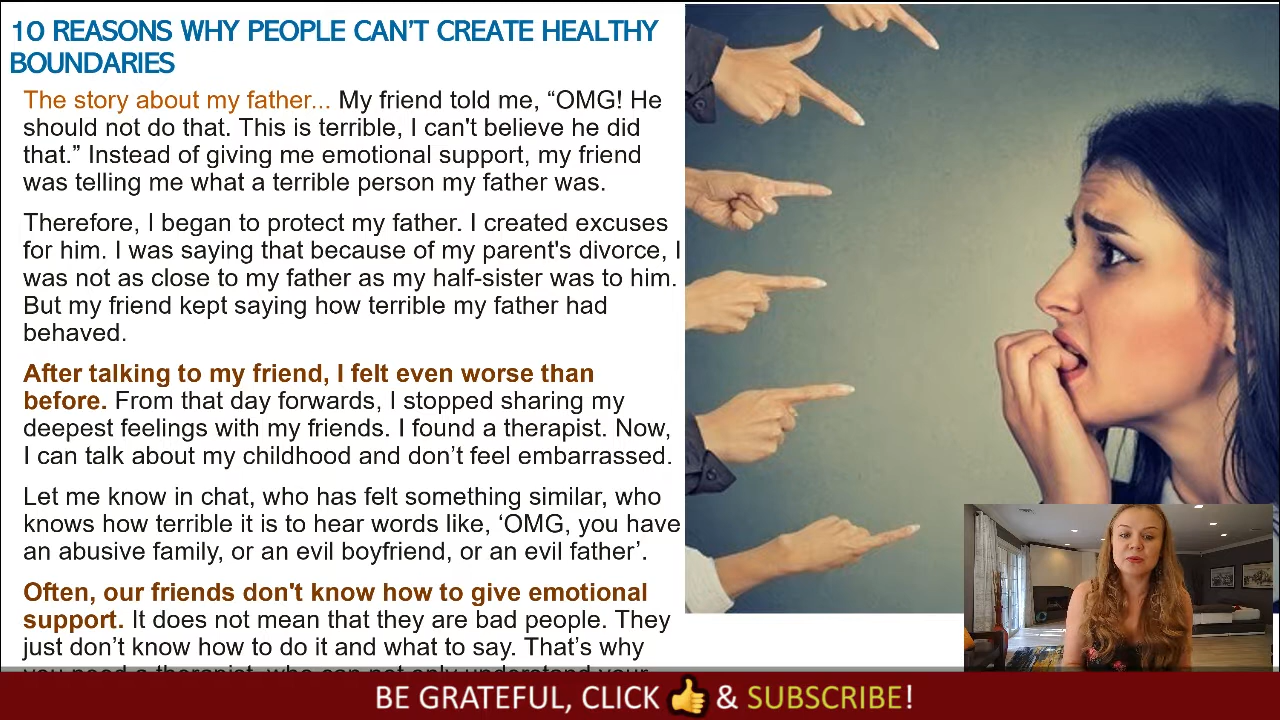 10 REASONS WHY PEOPLE CAN'T CREATE HEALTHY
BOUNDARIES
The story about my father... My friend told me, “OMG! He
should not do that. This is terrible, I can't believe he did
that.” Instead of giving me emotional support, my friend
was telling me what a terrible person my father was.
Therefore, I began to protect my father. I created excuses
for him. I was saying that because of my parent's divorce, I
was not as close to my father as my half-sister was to him.
But my friend kept saying how terrible my father had
behaved.
After talking to my friend, I felt even worse than
before. From that day forwards, I stopped sharing my
deepest feelings with my friends. I found a therapist. Now,
I can talk about my childhood and don’t feel embarrassed.
Let me know in chat, who has felt something similar, who
knows how terrible it is to hear words like, ‘OMG, you have
an abusive family, or an evil boyfriend, or an evil father’.
Often, our friends don't know how to give emotional
support. It does not mean that they are bad people. They
just don’t know how to do it and what to say. That’s why
you need a therapist, who can not only understand your
BE GRATEFUL, CLICK 👍 & SUBSCRIBE!